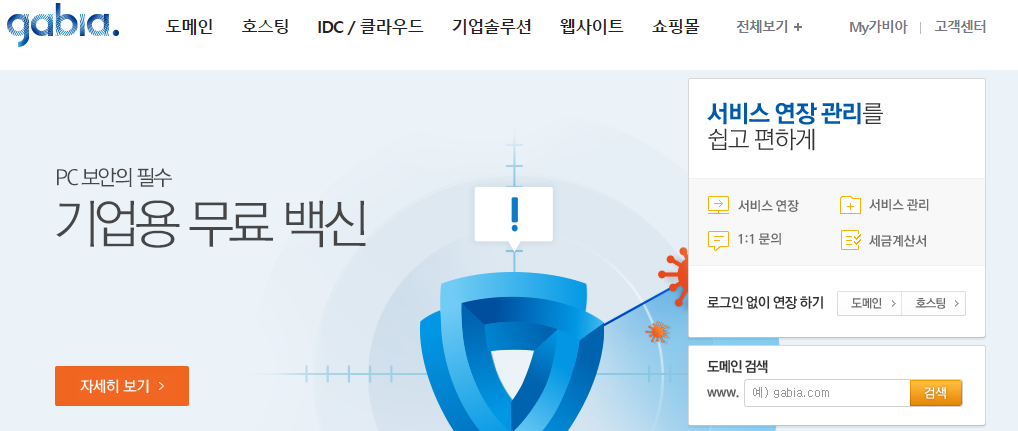 gabia.
도메인 호스팅 IDC / 클라우드 기업솔루션 웹사이트 쇼핑몰 전체보기 + My가비아 | 고객센터
PC 보안의 필수
기업용 무료 백신
!
자세히 보기 >
서비스 연장 관리를
쉽고 편하게
서비스 연장 서비스 관리
1:1 문의 세금계산서
로그인 없이 연장 하기 도메인 > 호스팅 >
도메인 검색
www. 예) gabia.com 검색